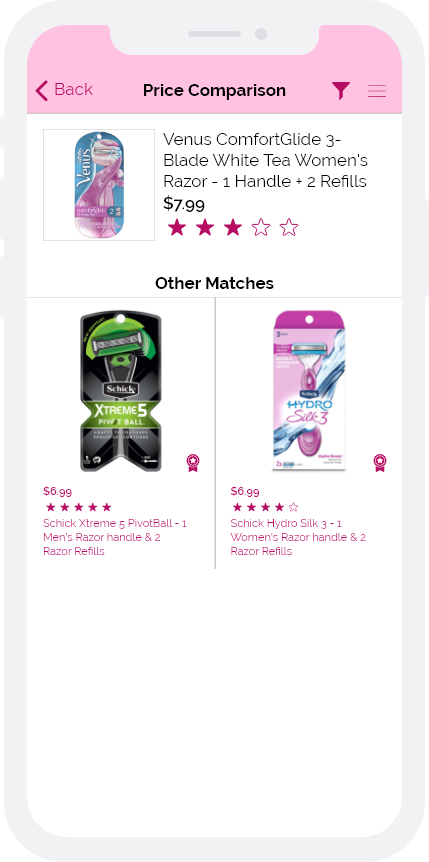 Back
Price Comparison
Venus
Venus ComfortGlide 3-
Blade White Tea Women's
Razor - 1 Handle + 2 Refills
$7.99
Other Matches
Schick
XTREME5
PIVOT BALL
Schick
HYDRO
Silk 3
$6.99
Schick Xtreme 5 PivotBall - 1
Men's Razor handle & 2
Razor Refills
$6.99
Schick Hydro Silk 3 - 1
Women's Razor handle & 2
Razor Refills